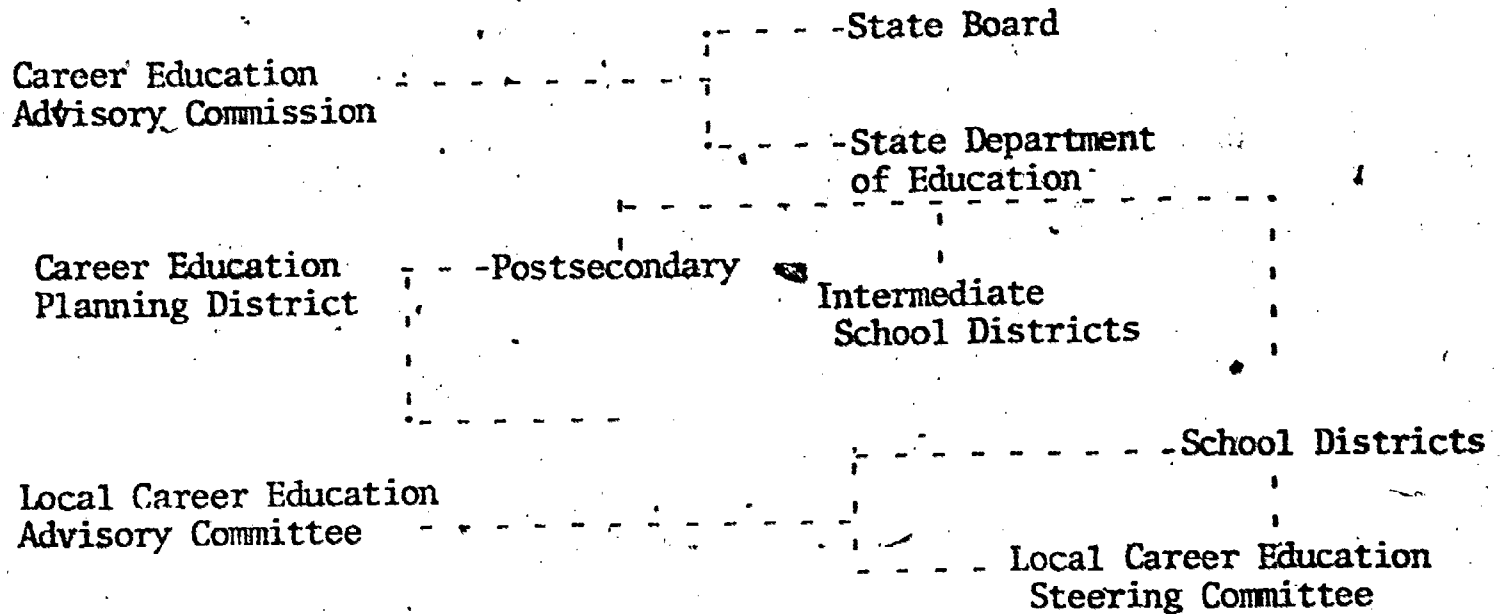 State Board
Career Education
Advisory Commission
State Department
of Education
Career Education
Planning District
Postsecondary
Intermediate
School Districts
School Districts
Local Career Education
Advisory Committee
Local Career Education
Steering Committee